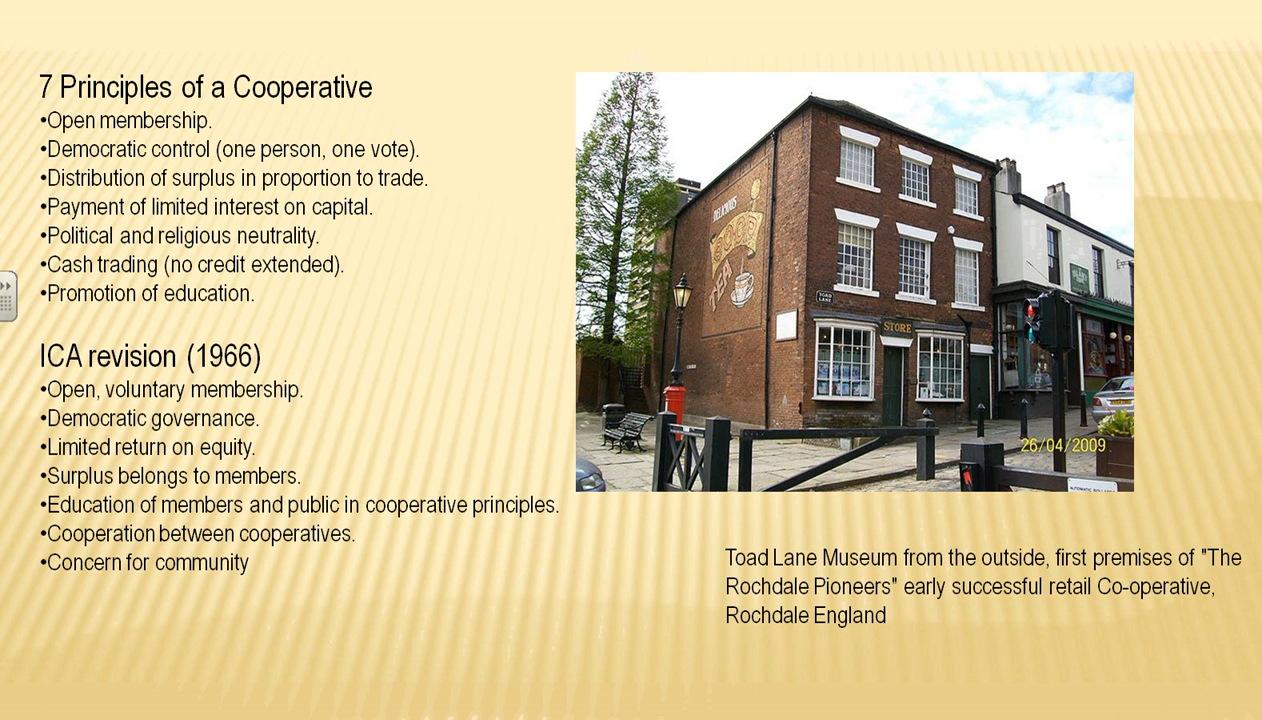 7 Principles of a Cooperative
•Open membership.
•Democratic control (one person, one vote).
•Distribution of surplus in proportion to trade.
•Payment of limited interest on capital.
•Political and religious neutrality.
•Cash trading (no credit extended).
•Promotion of education.
ICA revision (1966)
•Open, voluntary membership.
•Democratic governance.
•Limited return on equity.
•Surplus belongs to members.
•Education of members and public in cooperative principles.
•Cooperation between cooperatives.
•Concern for community
DELICIOUS
TEA
TOAD
LANE
STORE
26/04/2009
Toad Lane Museum from the outside, first premises of "The
Rochdale Pioneers" early successful retail Co-operative,
Rochdale England